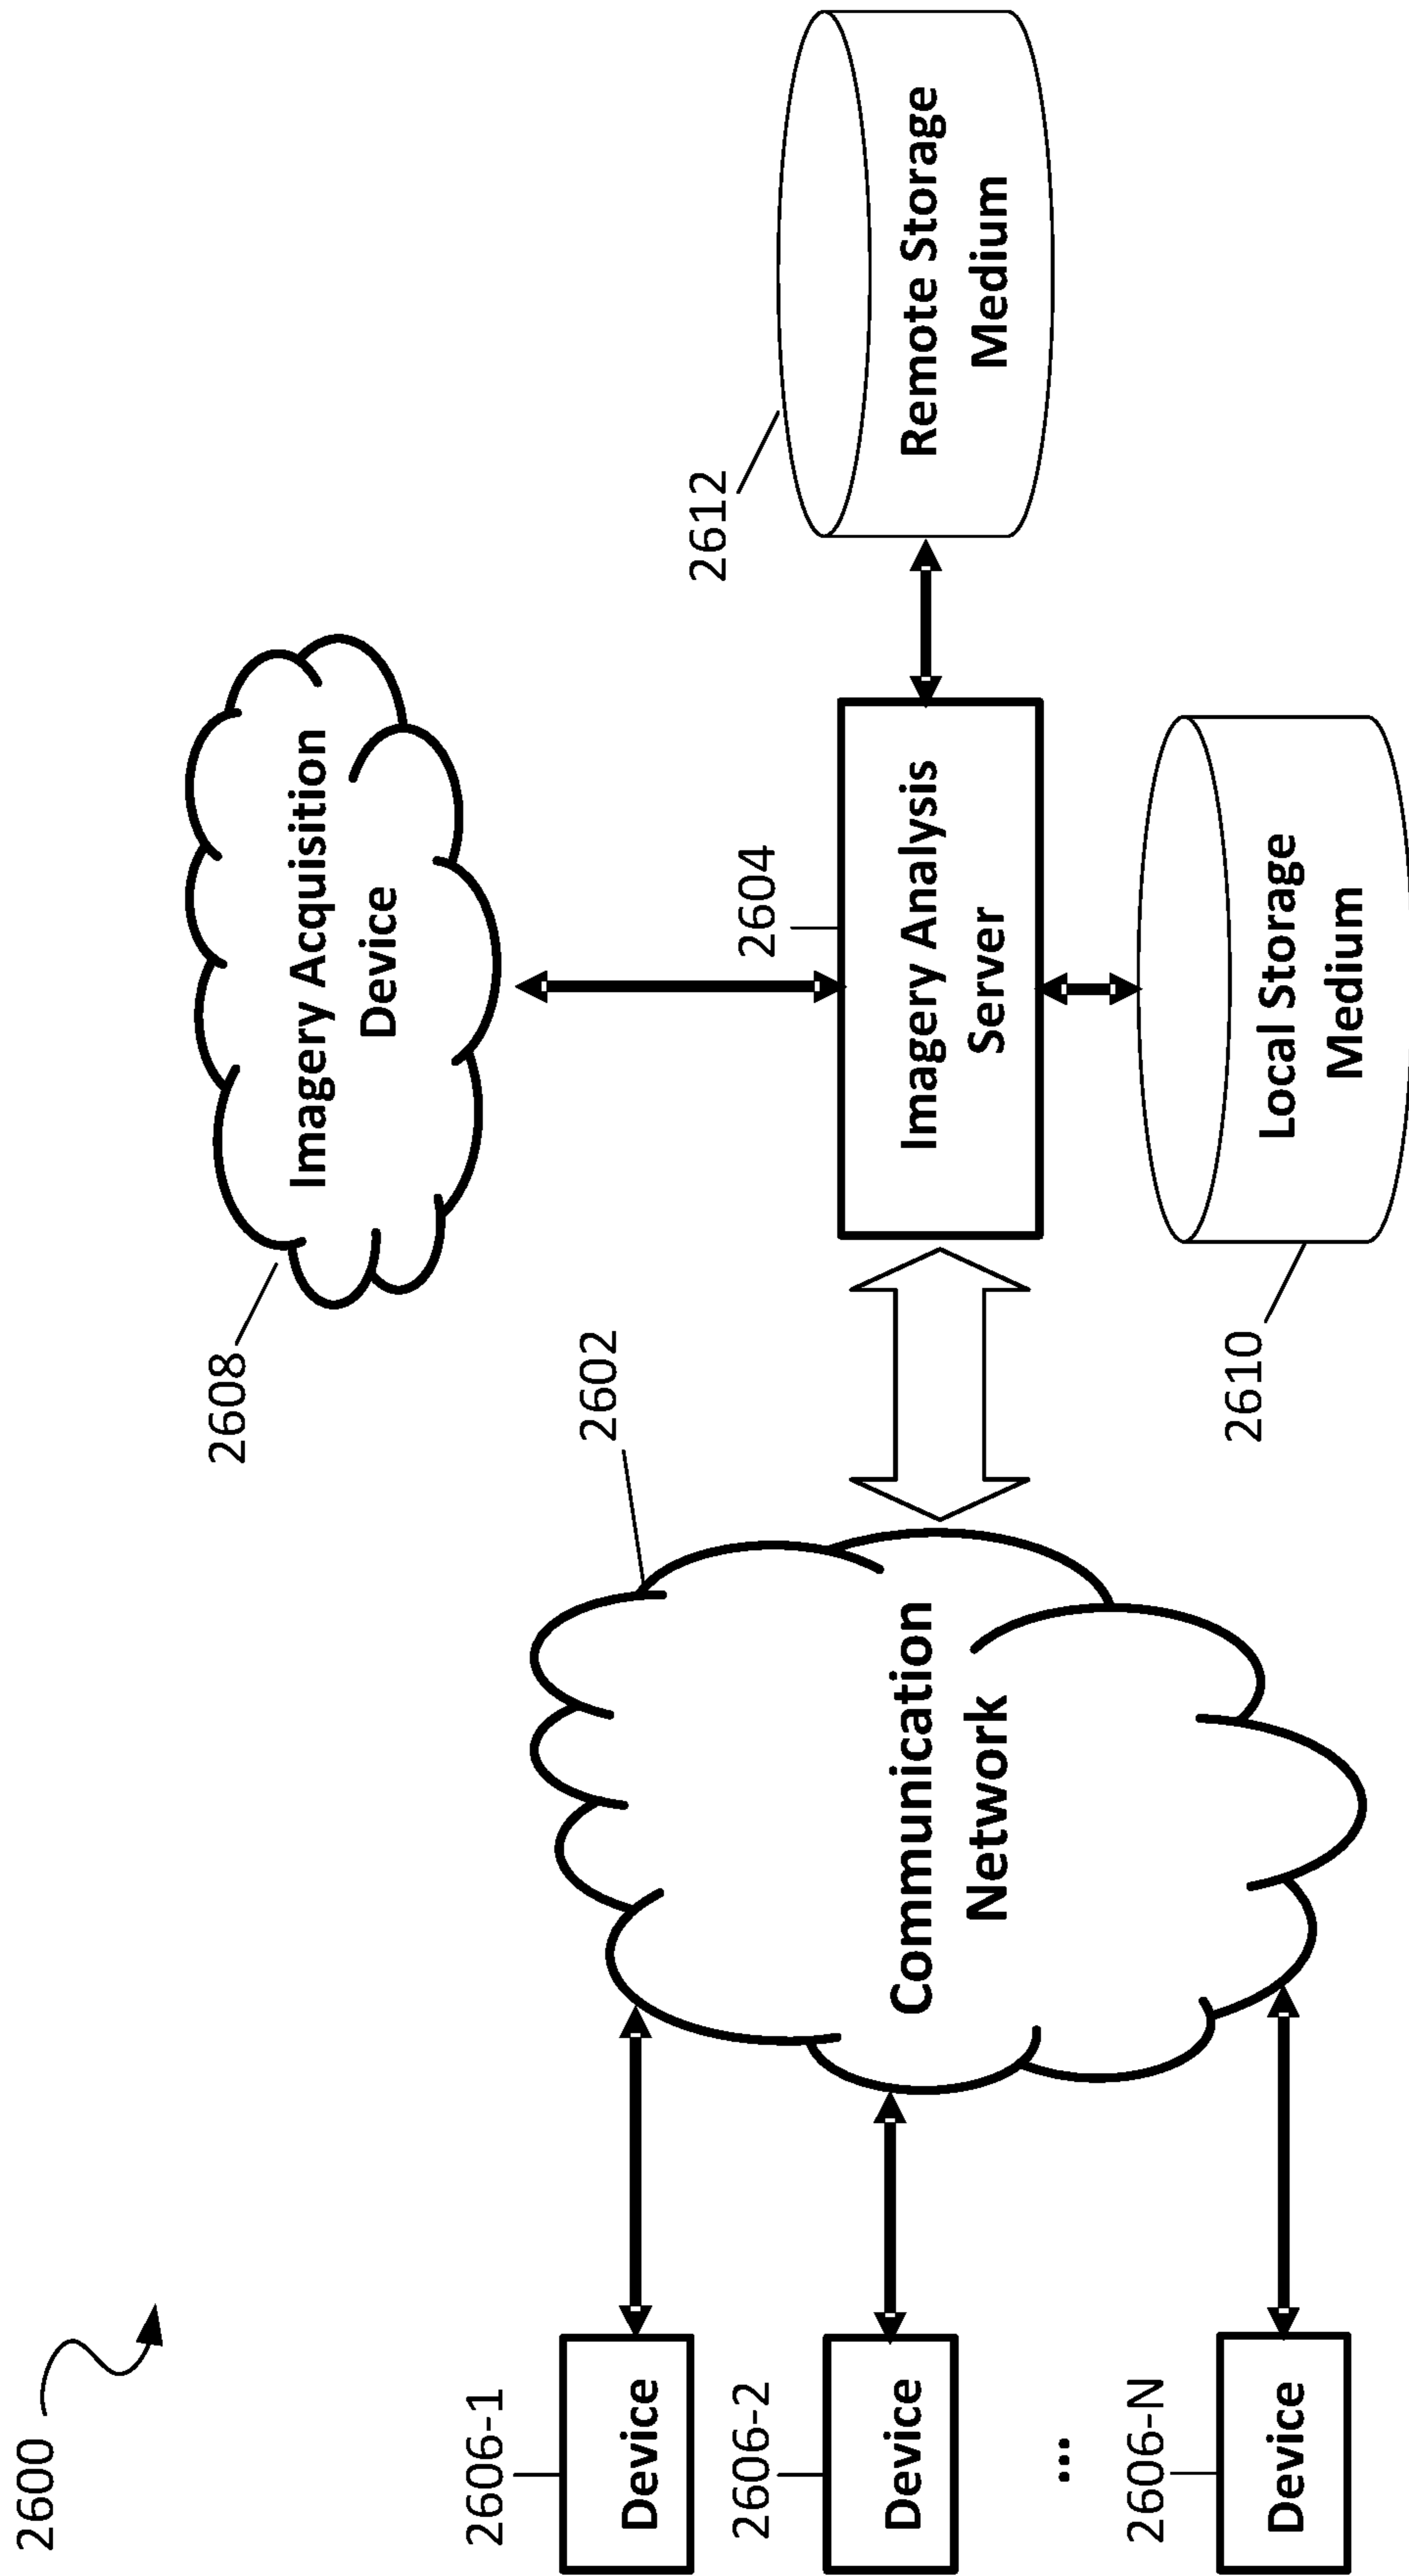 2600
2608
Imagery Acquisition
Device
2602
2612
2606-1
Device
2606-2
Device
...
2606-N
Device
Communication
Network
2604
Imagery Analysis
Server
Remote Storage
Medium
2610
Local Storage
Medium